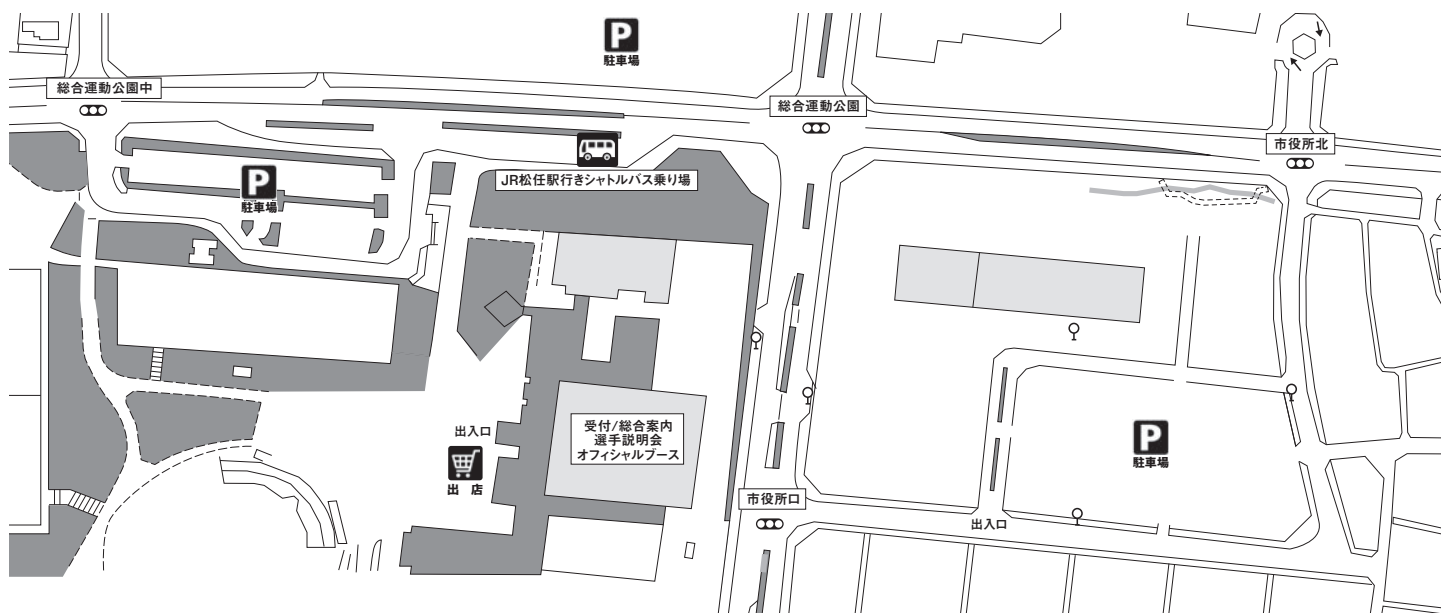 P
駐車場
総合運動公園中
総合運動公園
市役所北
P
駐車場
JR松任駅行きシャトルバス乗り場
出入口
出 店
受付/総合案内
選手説明会
オフィシャルブース
P
駐車場
市役所口
出入口